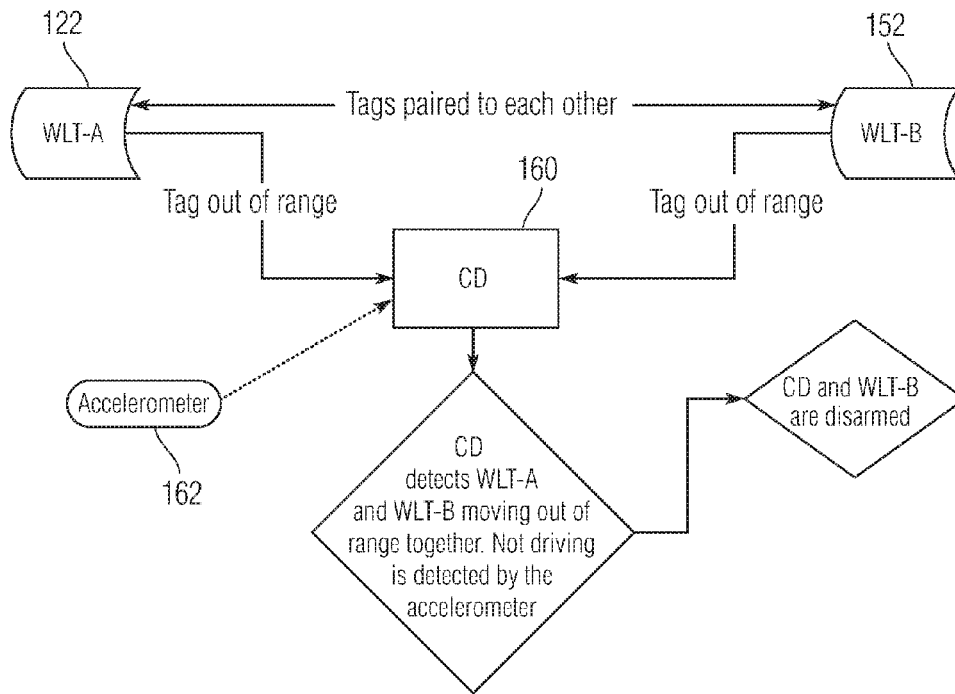 122
152
WLT-A
Tags paired to each other
WLT-B
160
Tag out of range
Tag out of range
CD
Accelerometer
162
CD
detects WLT-A
and WLT-B moving out of
range together. Not driving
is detected by the
accelerometer
CD and WLT-B
are disarmed